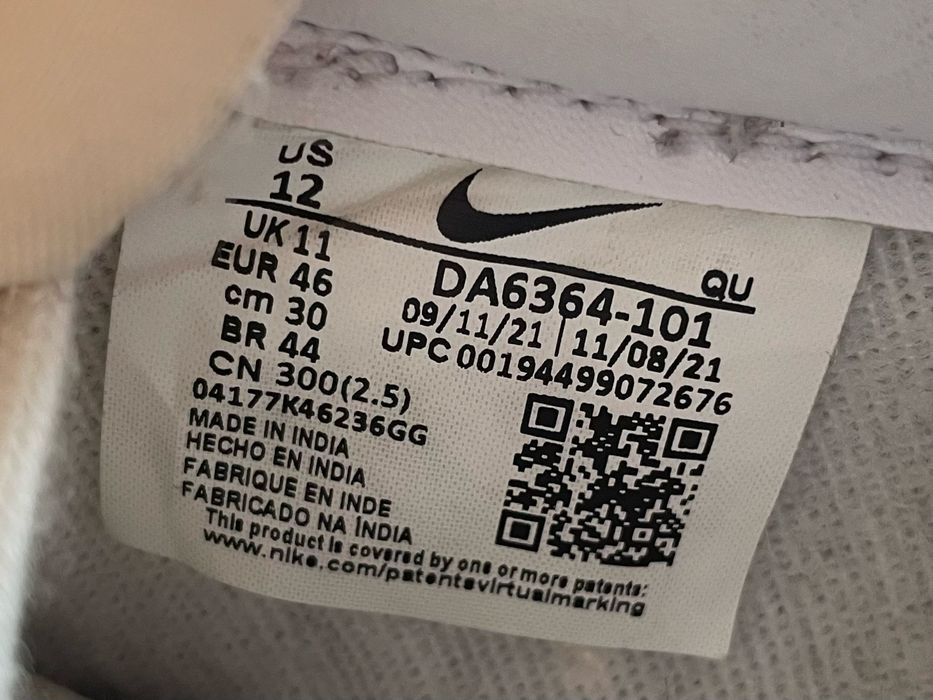 US
12
UK 11
EUR 46
cm 30
BR 44
CN 300(2.5)
04177K46236GG
QU
DA6364-101
09/11/21 | 11/08/21
UPC 00194499072676
MADE IN INDIA
HECHO EN INDIA
FABRIQUE EN INDE
FABRICADO NA INDIA
This product is covered by one or more patents:
www.nike.com/patentsvirtualmarking